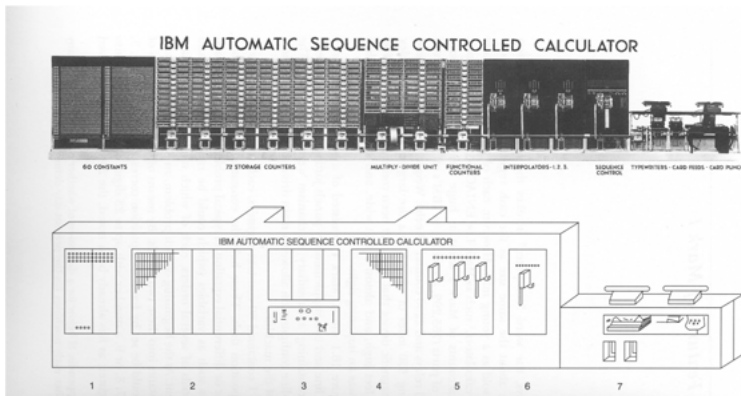 IBM AUTOMATIC SEQUENCE CONTROLLED CALCULATOR
60 CONSTANTS 72 STORAGE COUNTERS MULTIPLY-DIVIDE UNIT FUNCTIONAL COUNTERS INTERPOLATORS-1.2.3. SEQUENCE CONTROL TYPEWRITERS-CARD FEEDS-CARD PUNCH
IBM AUTOMATIC SEQUENCE CONTROLLED CALCULATOR
1 2 3 4 5 6 7